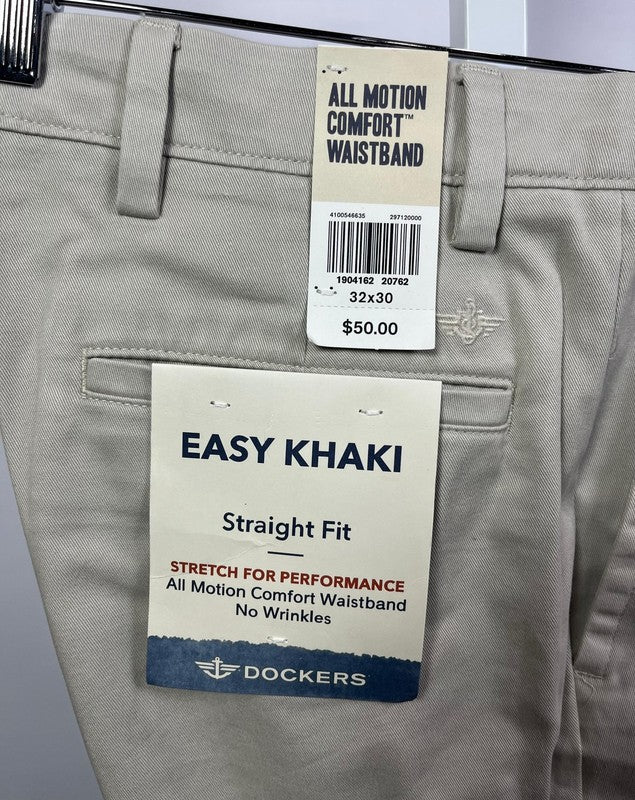 ALL MOTION
COMFORT™
WAISTBAND
4100546635 297120000
1904162 20762
32x30
$50.00
EASY KHAKI
Straight Fit
STRETCH FOR PERFORMANCE
All Motion Comfort Waistband
No Wrinkles
DOCKERS